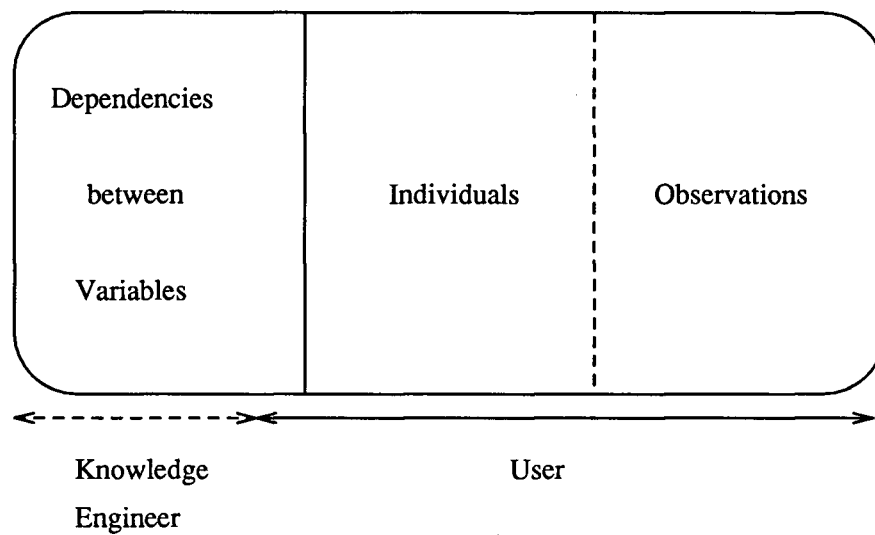 Dependencies
between
Variables
Individuals
Observations
Knowledge
Engineer
User